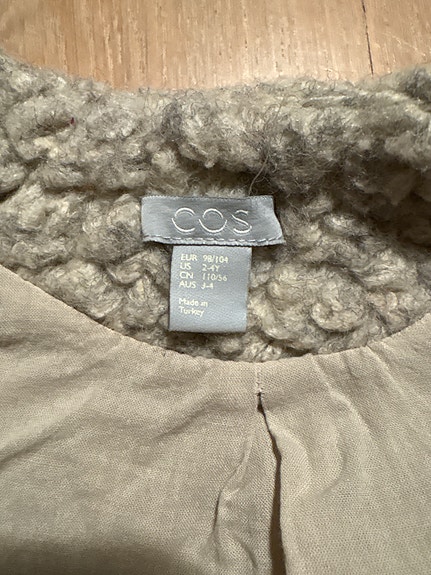 COS
EUR 98/104
US 2-4Y
CN 110/56
AUS 3-4
Made in
Turkey